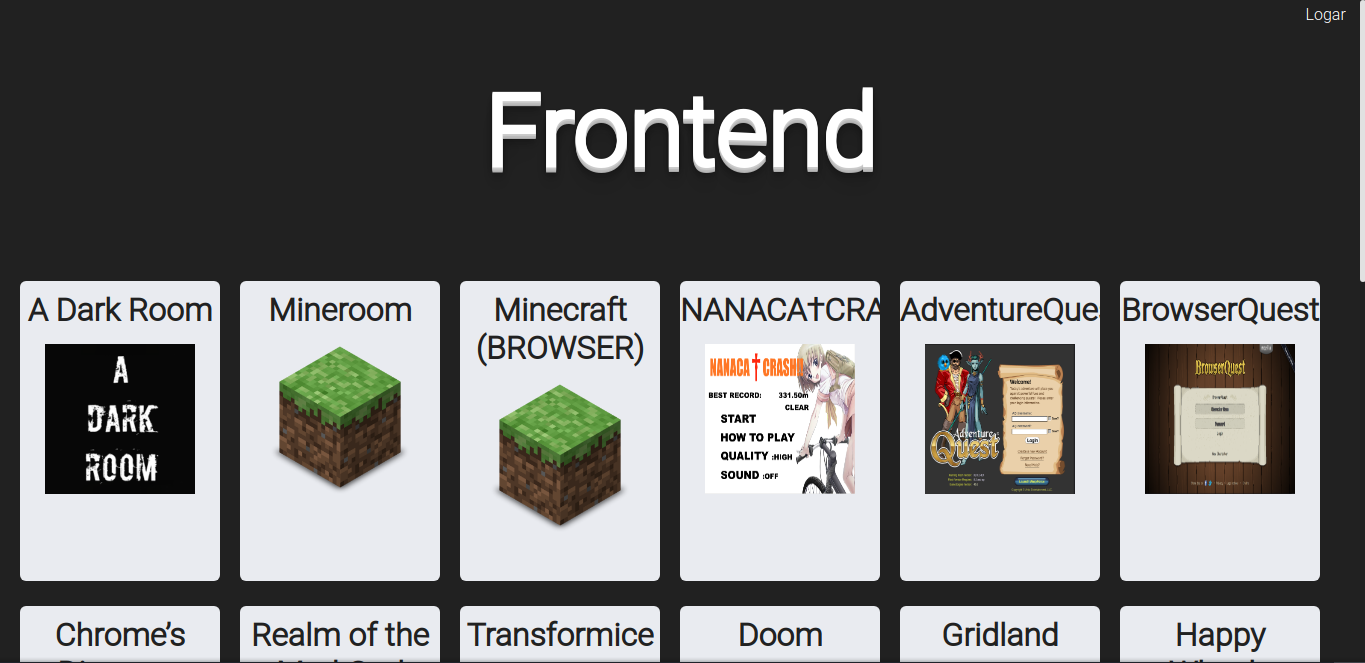 Logar
Frontend
A Dark Room
Mineroom
Minecraft
(BROWSER)
NANACA†CRA
AdventureQue
BrowserQuest
A
DARK
ROOM
NANACA†CRASH
BEST RECORD: 331.50m
CLEAR
START
HOW TO PLAY
QUALITY :HIGH
SOUND :OFF
Welcome!
Adventure
Quest
Login
BrowserQuest
Chrome’s
Realm of the
Transformice
Doom
Gridland
Happy